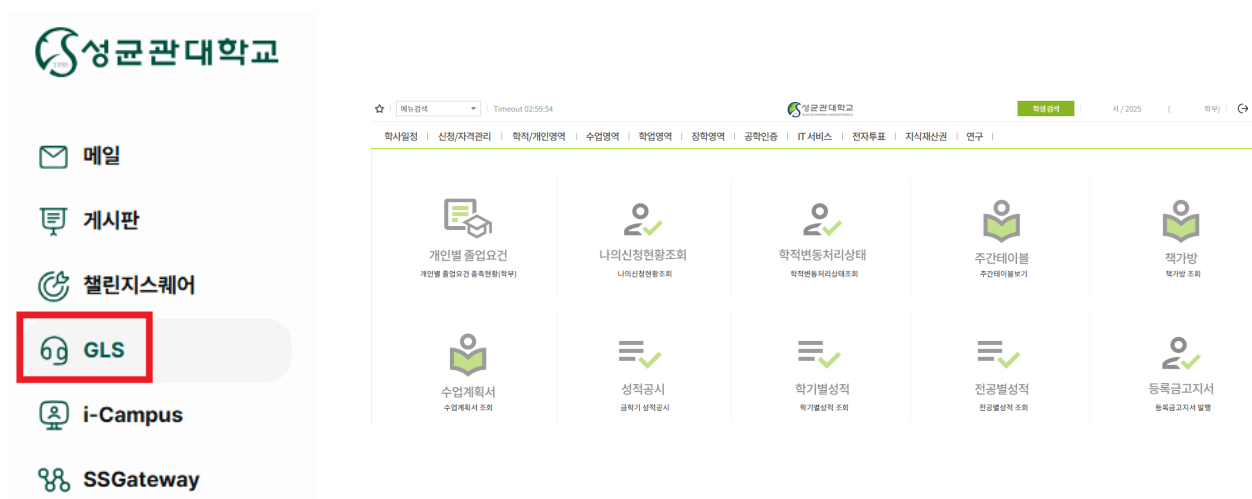 성균관대학교
메일
게시판
챌린지스퀘어
GLS
i-Campus
SSGateway
메뉴검색
Timeout 02:59:54
성균관대학교
학생검색
서 / 2025 ( 학부)
학사일정 | 신청/자격관리 | 학적/개인영역 | 수업영역 | 학업영역 | 장학영역 | 공학인증 | IT 서비스 | 전자투표 | 지식재산권 | 연구 |
개인별 졸업요건
개인별 졸업요건 충족현황(학부)
나의신청현황조회
나의신청현황조회
학적변동처리상태
학적변동처리상태조회
주간테이블
주간테이블보기
책가방
책가방 조회
수업계획서
수업계획서 조회
성적공시
금학기 성적공시
학기별성적
학기별성적 조회
전공별성적
전공별성적 조회
등록금고지서
등록금고지서 발행